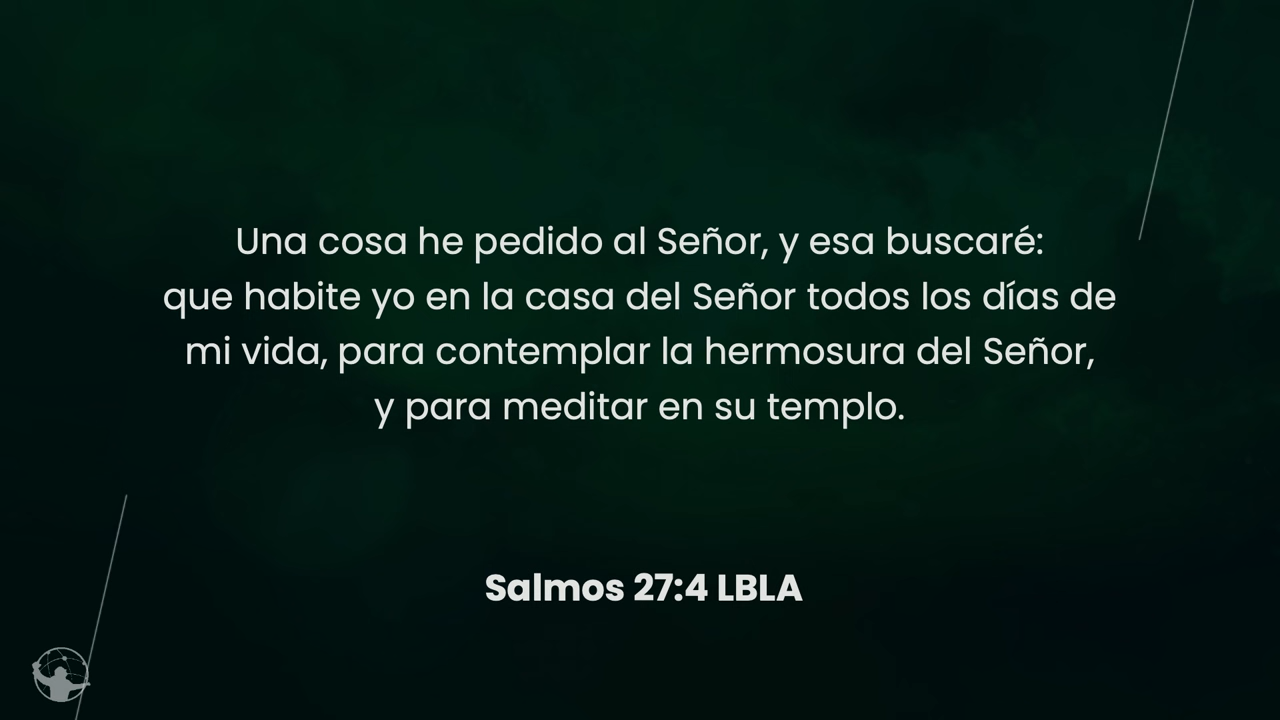 Una cosa he pedido al Señor, y esa buscaré:
que habite yo en la casa del Señor todos los días de
mi vida, para contemplar la hermosura del Señor,
y para meditar en su templo.
Salmos 27:4 LBLA